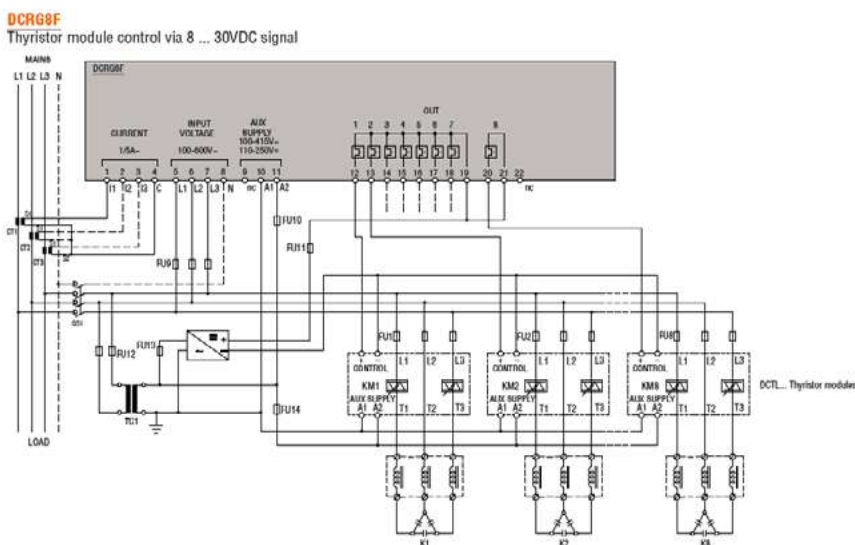 DCRG8F
Thyristor module control via 8 ... 30VDC signal
MAINS
L1 L2 L3 N
DCRG8F
OUT
CURRENT
1/5A~
INPUT
VOLTAGE
100-600V~
AUX
SUPPLY
100-415V~
110-250V=
1 2 3 4 5 6 7 8
1 2 3 4 5 6 7 8 9 10 11 12 13 14 15 16 17 18 19 20 21 22
I1 I2 I3 C L1 L2 L3 N nc A1 A2 nc
CT1
CT2
CT3
FU10
FU11
FU9
QS1
FU12
FU13
FU14
TC1
LOAD
FU1 FU2 FU8
+ - L1 L2 L3 + - L1 L2 L3 + - L1 L2 L3
CONTROL CONTROL CONTROL
KM1 KM2 KM8
AUX SUPPLY AUX SUPPLY AUX SUPPLY
A1 A2 T1 T2 T3 A1 A2 T1 T2 T3 A1 A2 T1 T2 T3
DCTL... Thyristor modules
K1 K2 K8